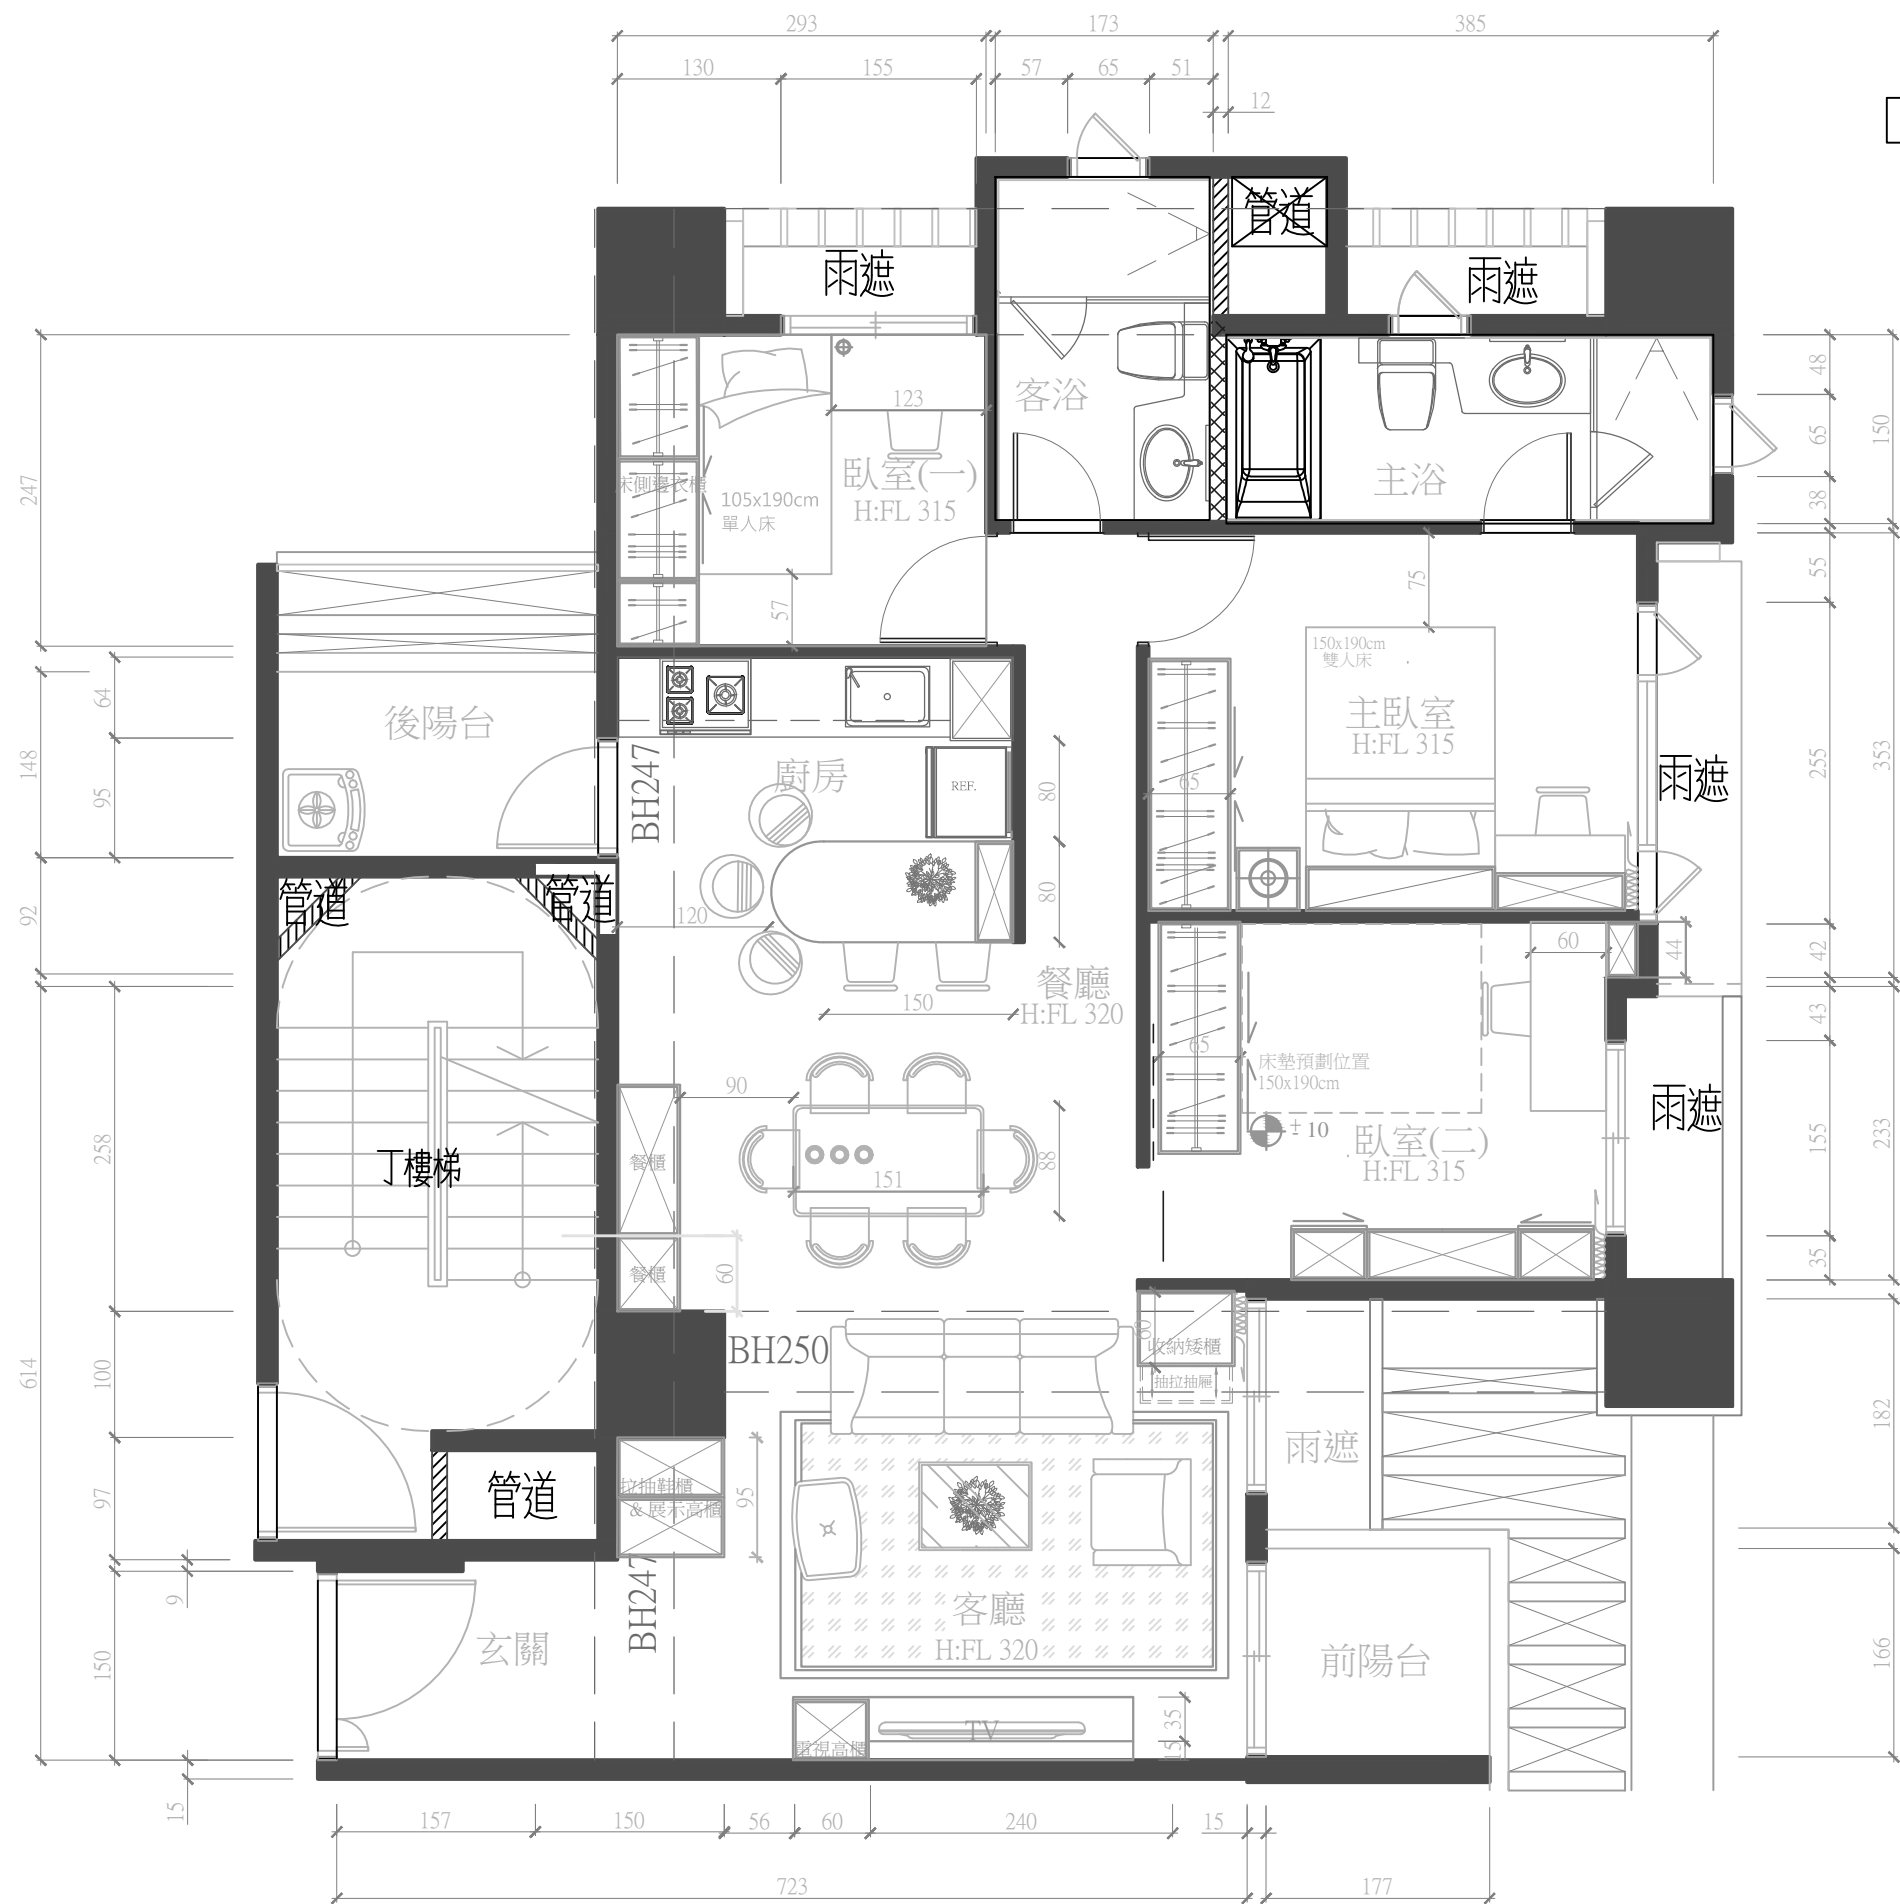 293
173
385
130
155
57
65
51
12
管道
雨遮
雨遮
247
48
65
38
150
123
客浴
主浴
臥室(一)
H:FL 315
床側邊衣櫃
105x190cm
單人床
57
75
55
255
353
64
95
148
92
後陽台
BH247
廚房
REF.
80
80
65
150x190cm
雙人床
主臥室
H:FL 315
雨遮
管道
管道
120
150
餐廳
H:FL 320
60
44
42
43
155
35
233
65
床墊預劃位置
150x190cm
± 10
臥室(二)
H:FL 315
雨遮
90
88
151
餐櫃
餐櫃
60
丁樓梯
258
100
97
614
9
150
15
BH250
60
收納矮櫃
抽拉抽屜
雨遮
182
166
管道
拉抽鞋櫃
& 展示高櫃
95
BH247
玄關
客廳
H:FL 320
前陽台
TV
電視高櫃
35
15
157
150
56
60
240
15
723
177